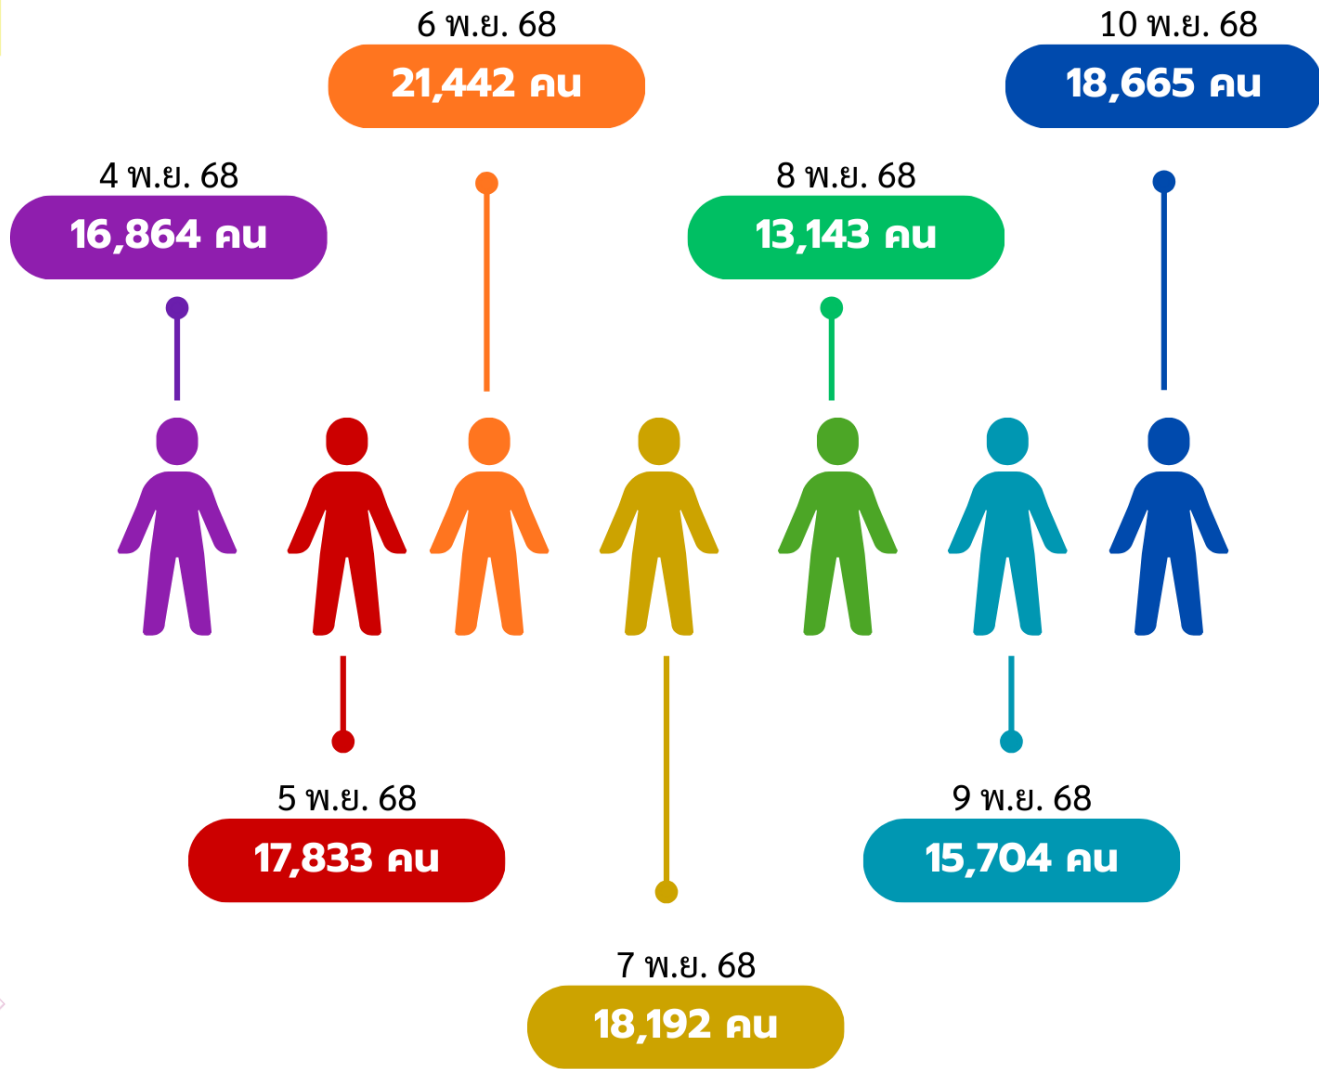 6 พ.ย. 68
21,442 คน
10 พ.ย. 68
18,665 คน
4 พ.ย. 68
16,864 คน
8 พ.ย. 68
13,143 คน
5 พ.ย. 68
17,833 คน
9 พ.ย. 68
15,704 คน
7 พ.ย. 68
18,192 คน